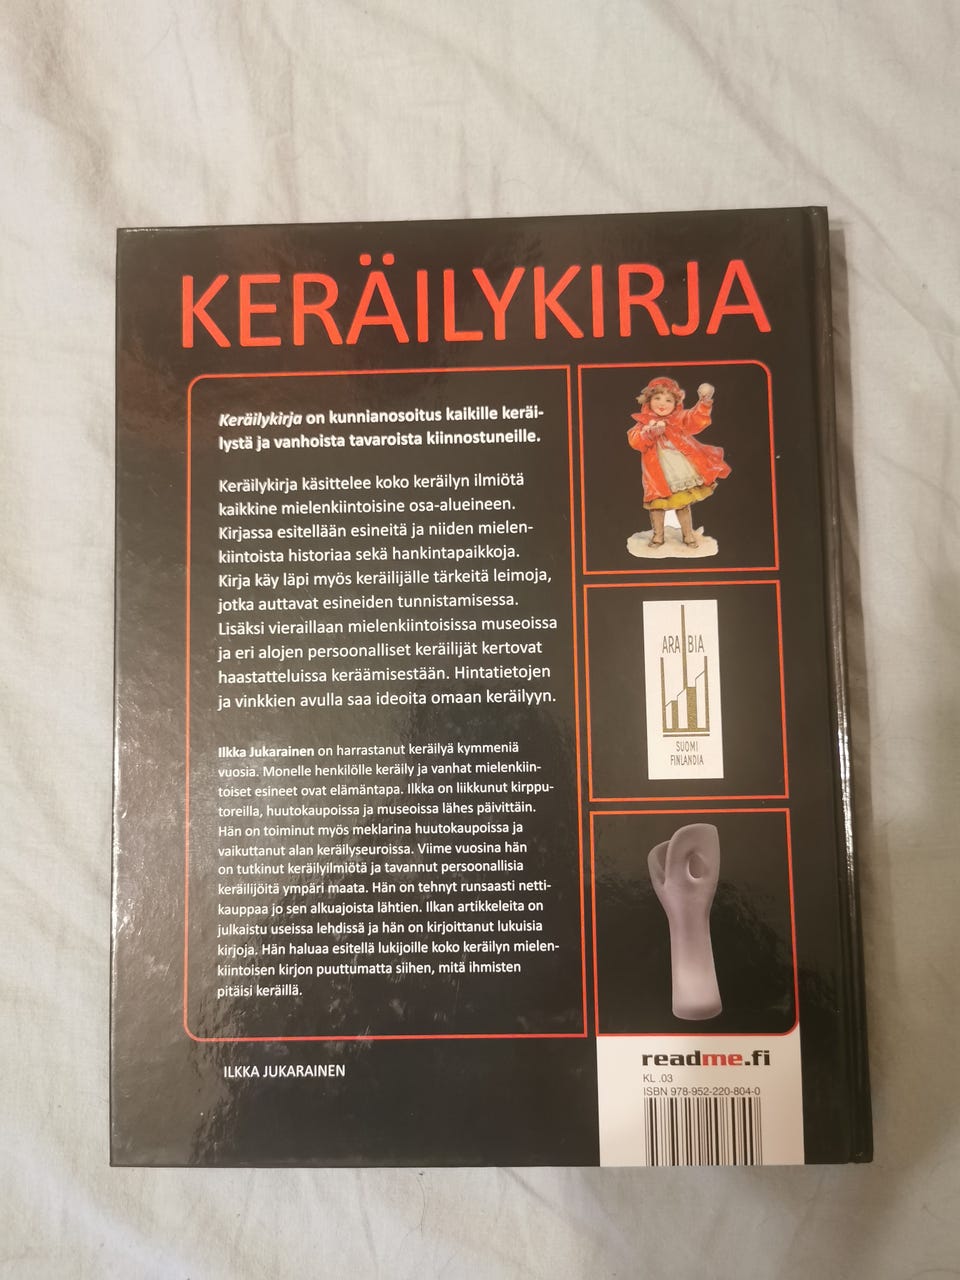 KERÄILYKIRJA
Keräilykirja on kunnianosoitus kaikille keräi-
lystä ja vanhoista tavaroista kiinnostuneille.
Keräilykirja käsittelee koko keräilyn ilmiötä
kaikkine mielenkiintoisine osa-alueineen.
Kirjassa esitellään esineitä ja niiden mielen-
kiintoista historiaa sekä hankintapaikkoja.
Kirja käy läpi myös keräilijälle tärkeitä leimoja,
jotka auttavat esineiden tunnistamisessa.
Lisäksi vieraillaan mielenkiintoisissa museoissa
ja eri alojen persoonalliset keräilijät kertovat
haastatteluissa keräämisestään. Hintatietojen
ja vinkkien avulla saa ideoita omaan keräilyyn.
Ilkka Jukarainen on harrastanut keräilyä kymmeniä
vuosia. Monelle henkilölle keräily ja vanhat mielenkiin-
toiset esineet ovat elämäntapa. Ilkka on liikkunut kirppu-
toreilla, huutokaupoissa ja museoissa lähes päivittäin.
Hän on toiminut myös meklarina huutokaupoissa ja
vaikuttanut alan keräilyseuroissa. Viime vuosina hän
on tutkinut keräilyilmiötä ja tavannut persoonallisia
keräilijöitä ympäri maata. Hän on tehnyt runsaasti netti-
kauppaa jo sen alkuajoista lähtien. Ilkan artikkeleita on
julkaistu useissa lehdissä ja hän on kirjoittanut lukuisia
kirjoja. Hän haluaa esitellä lukijoille koko keräilyn mielen-
kiintoisen kirjon puuttumatta siihen, mitä ihmisten
pitäisi keräillä.
ILKKA JUKARAINEN
ARABIA
SUOMI
FINLANDIA
readme.fi
KL .03
ISBN 978-952-220-804-0